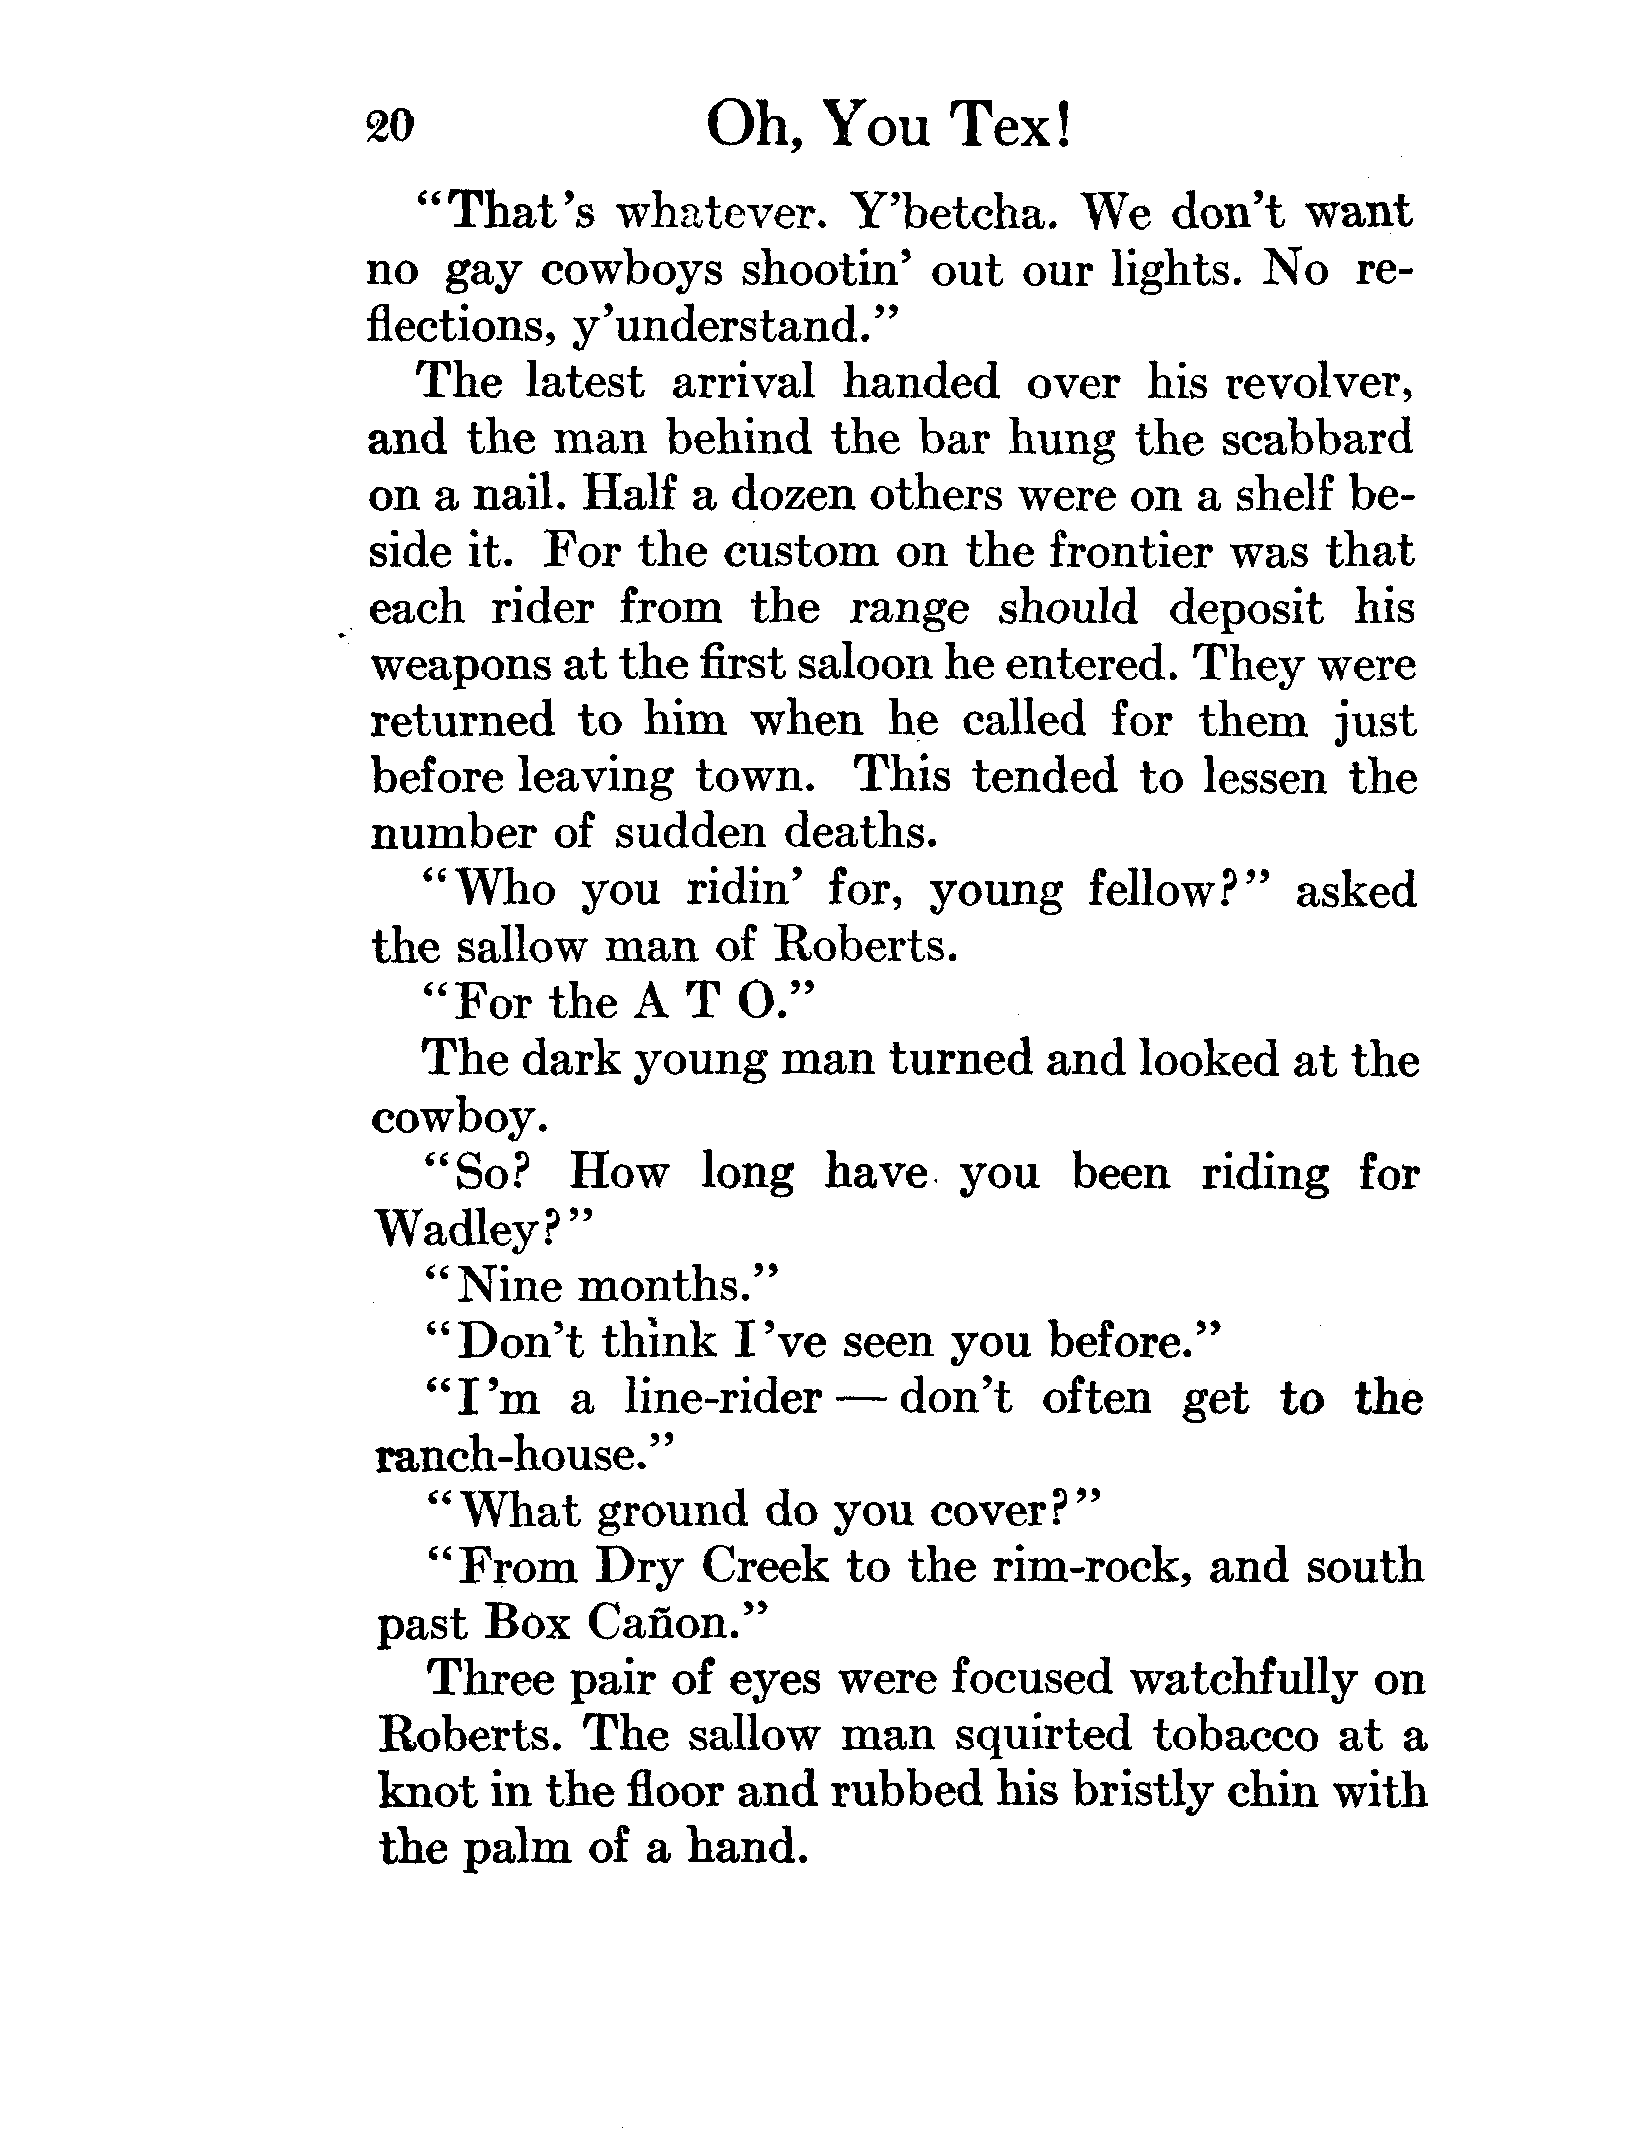 20 Oh, You Tex!
“That’s whatever. Y’betcha. We don’t want
no gay cowboys shootin’ out our lights. No re-
flections, y’understand.”
The latest arrival handed over his revolver,
and the man behind the bar hung the scabbard
on a nail. Half a dozen others were on a shelf be-
side it. For the custom on the frontier was that
each rider from the range should deposit his
weapons at the first saloon he entered. They were
returned to him when he called for them just
before leaving town. This tended to lessen the
number of sudden deaths.
“Who you ridin’ for, young fellow?” asked
the sallow man of Roberts.
“For the A T O.”
The dark young man turned and looked at the
cowboy.
“So? How long have you been riding for
Wadley?”
“Nine months.”
“Don’t think I’ve seen you before.”
“I’m a line-rider — don’t often get to the
ranch-house.”
“What ground do you cover?”
“From Dry Creek to the rim-rock, and south
past Box Cañon.”
Three pair of eyes were focused watchfully on
Roberts. The sallow man squirted tobacco at a
knot in the floor and rubbed his bristly chin with
the palm of a hand.